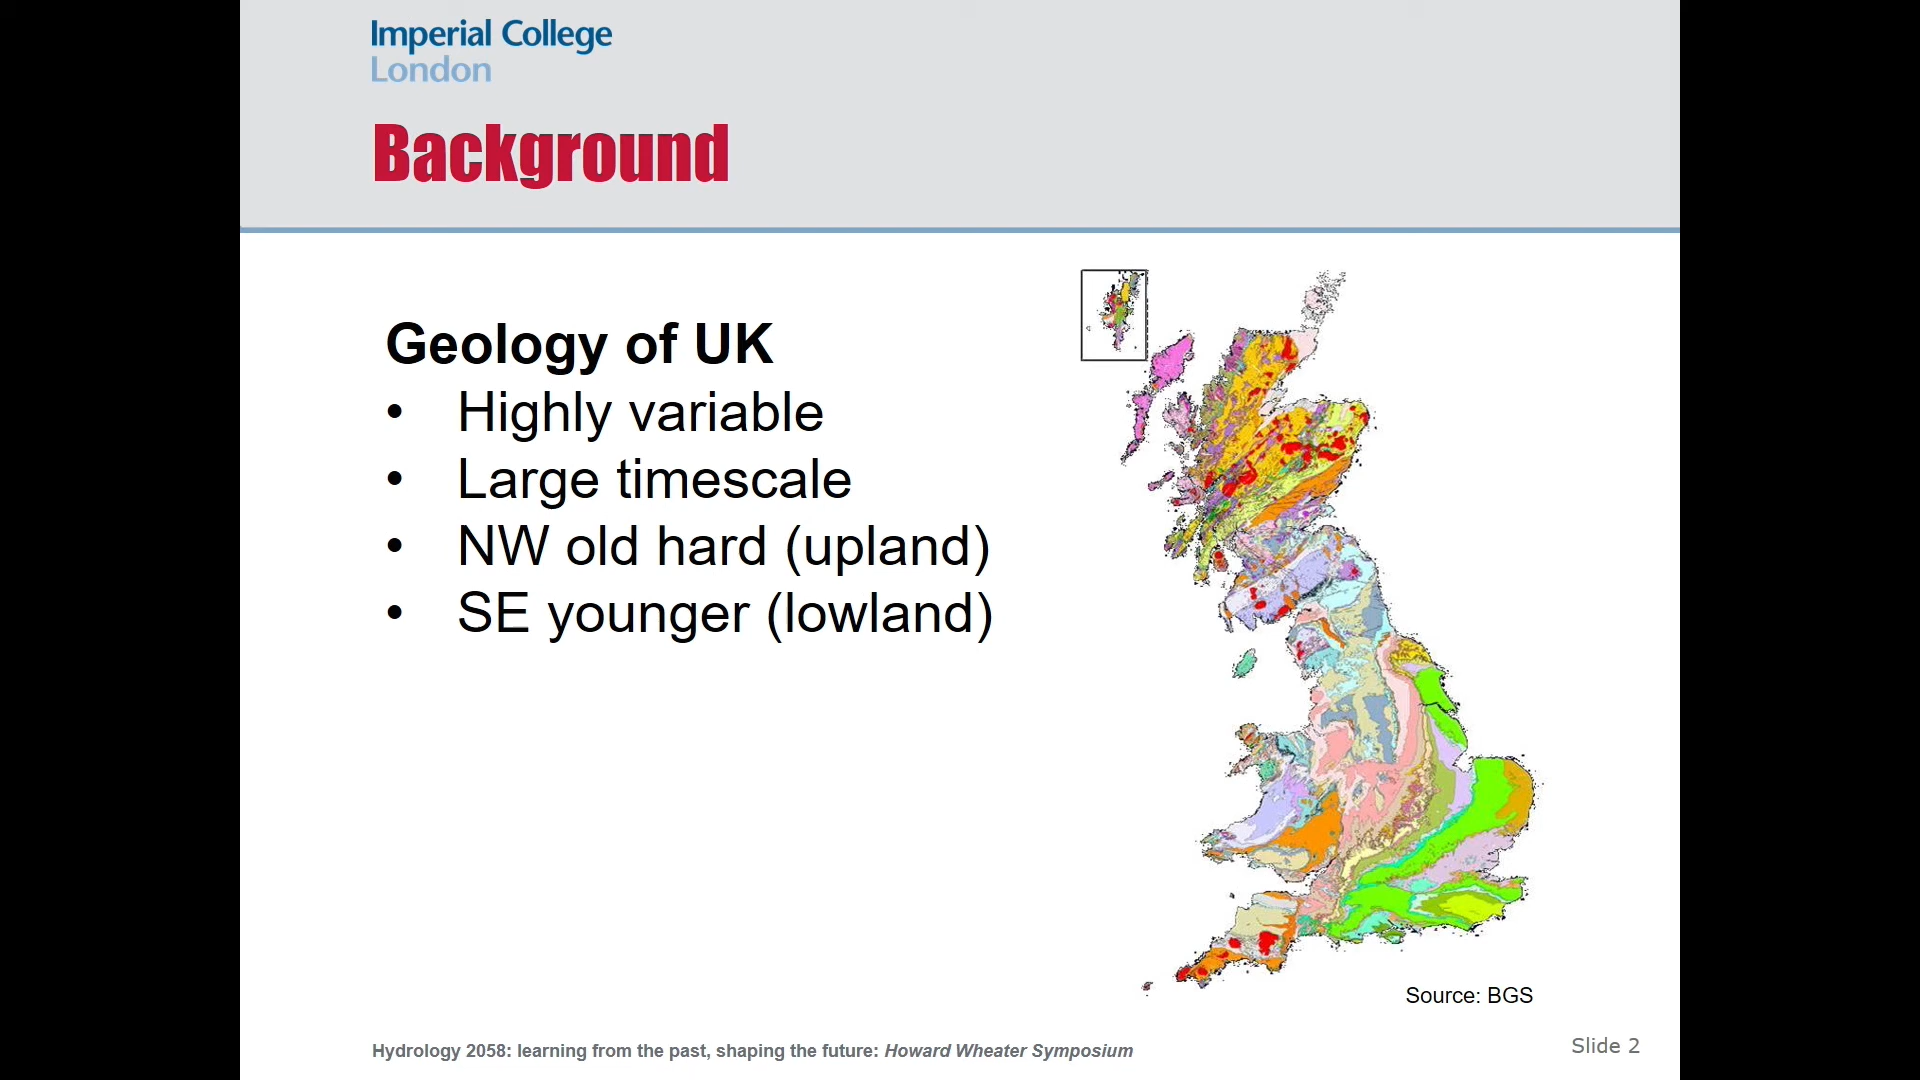 Imperial College
London
Background
Geology of UK
• Highly variable
• Large timescale
• NW old hard (upland)
• SE younger (lowland)
Source: BGS
Hydrology 2058: learning from the past, shaping the future: Howard Wheater Symposium
Slide 2